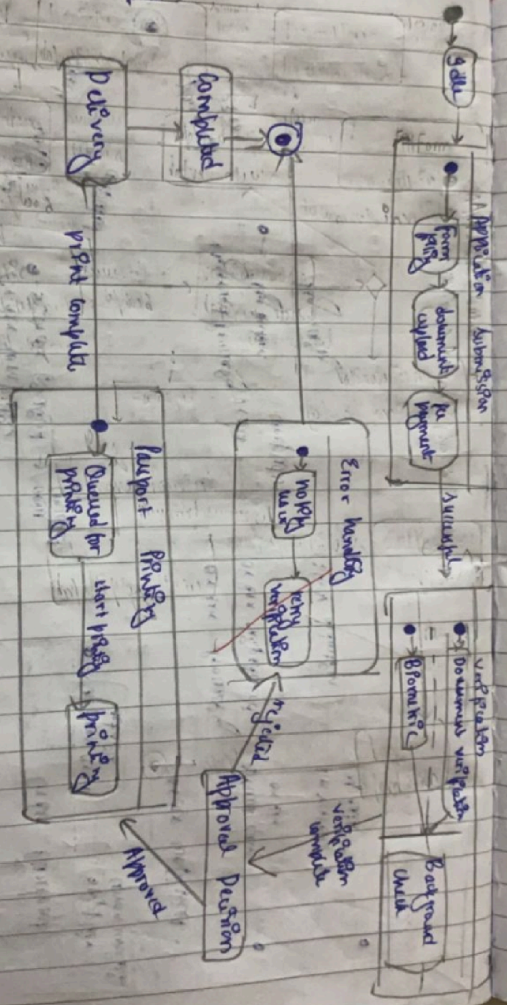 Idle
Application submission
form
filling
document
upload
fee
payment
successful
verification
Document verification
Biometric
Background
check
verification
complete
Approval Decision
rejected
Approved
Error handling
notify
user
retry
verification
Passport Printing
Queued for
printing
start printing
printing
print complete
Delivery
Completed